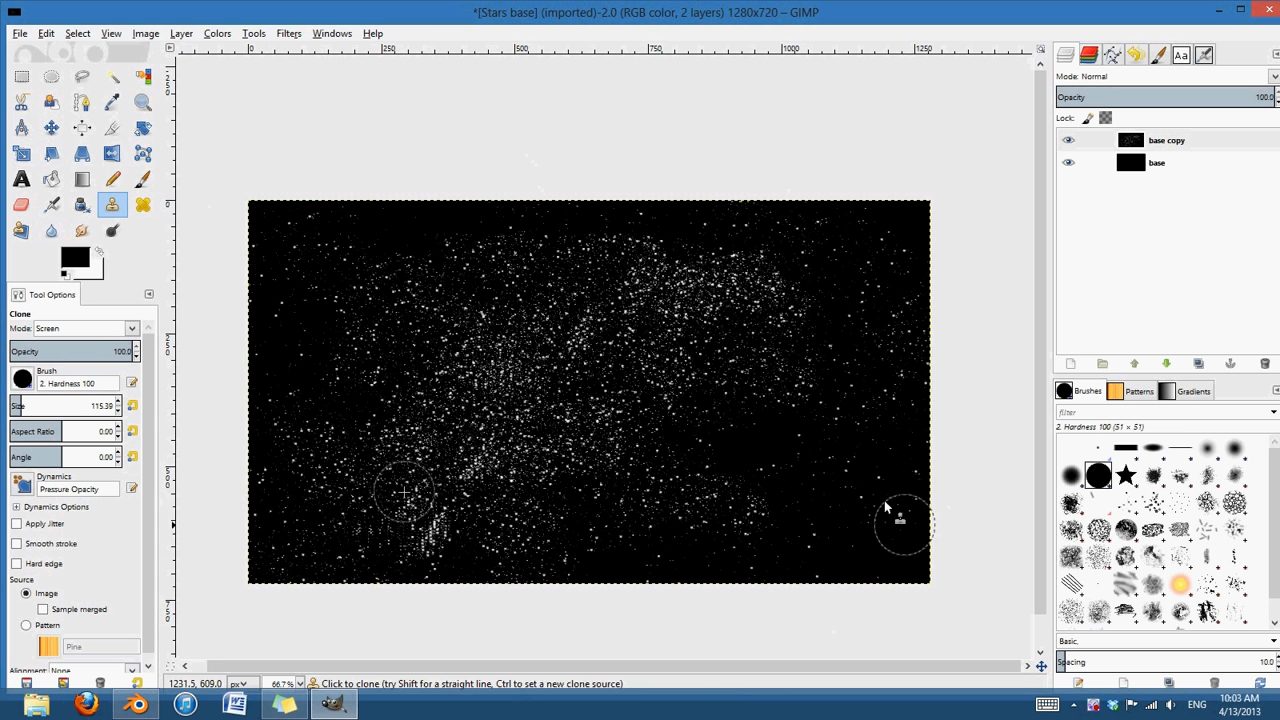 *[Stars base] (imported)-2.0 (RGB color, 2 layers) 1280x720 – GIMP
File Edit Select View Image Layer Colors Tools Filters Windows Help
0 250 500 750 1000 1250
Mode: Normal
Opacity 100.0
Lock:
base copy
base
Tool Options
Clone
Mode: Screen
Opacity 100.0
Brush
2. Hardness 100
Size 115.39
Aspect Ratio 0.00
Angle 0.00
Dynamics
Pressure Opacity
Dynamics Options
Apply Jitter
Smooth stroke
Hard edge
Source
Image
Sample merged
Pattern
Pine
Alignment: None
Brushes Patterns Gradients
filter
2. Hardness 100 (51 × 51)
Basic,
Spacing 10.0
1231.5, 609.0 px 66.7% Click to clone (try Shift for a straight line, Ctrl to set a new clone source)
ENG
10:03 AM
4/13/2013